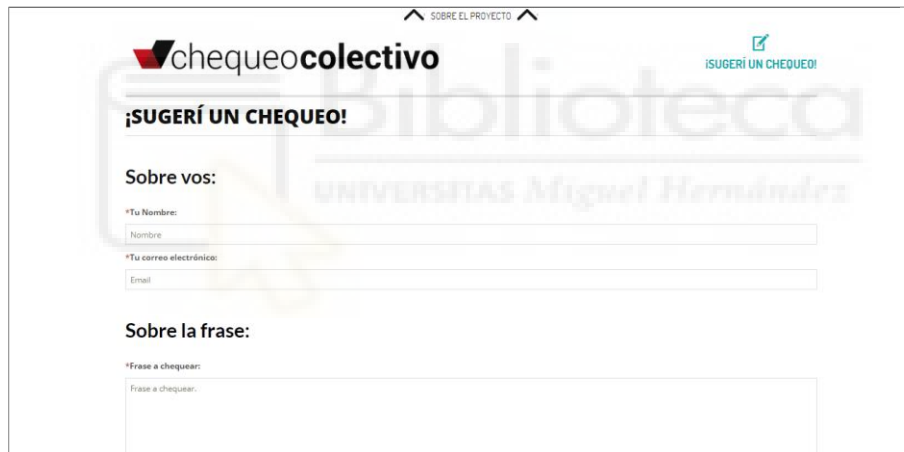 SOBRE EL PROYECTO
chequeocolectivo
¡SUGERÍ UN CHEQUEO!
¡SUGERÍ UN CHEQUEO!
Biblioteca
UNIVERSITAS Miguel Hernández
Sobre vos:
*Tu Nombre:
Nombre
*Tu correo electrónico:
Email
Sobre la frase:
*Frase a chequear:
Frase a chequear.